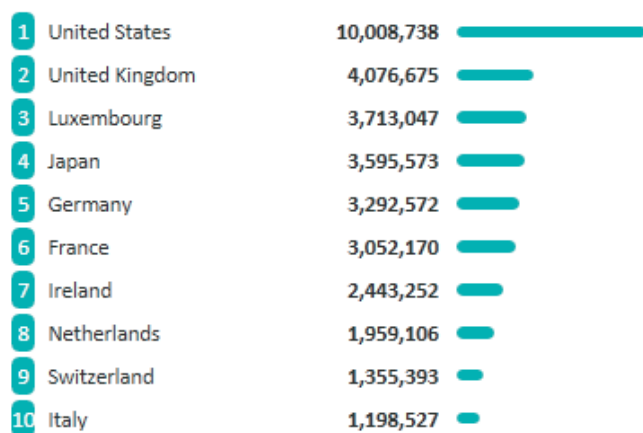 1 United States 10,008,738
2 United Kingdom 4,076,675
3 Luxembourg 3,713,047
4 Japan 3,595,573
5 Germany 3,292,572
6 France 3,052,170
7 Ireland 2,443,252
8 Netherlands 1,959,106
9 Switzerland 1,355,393
10 Italy 1,198,527